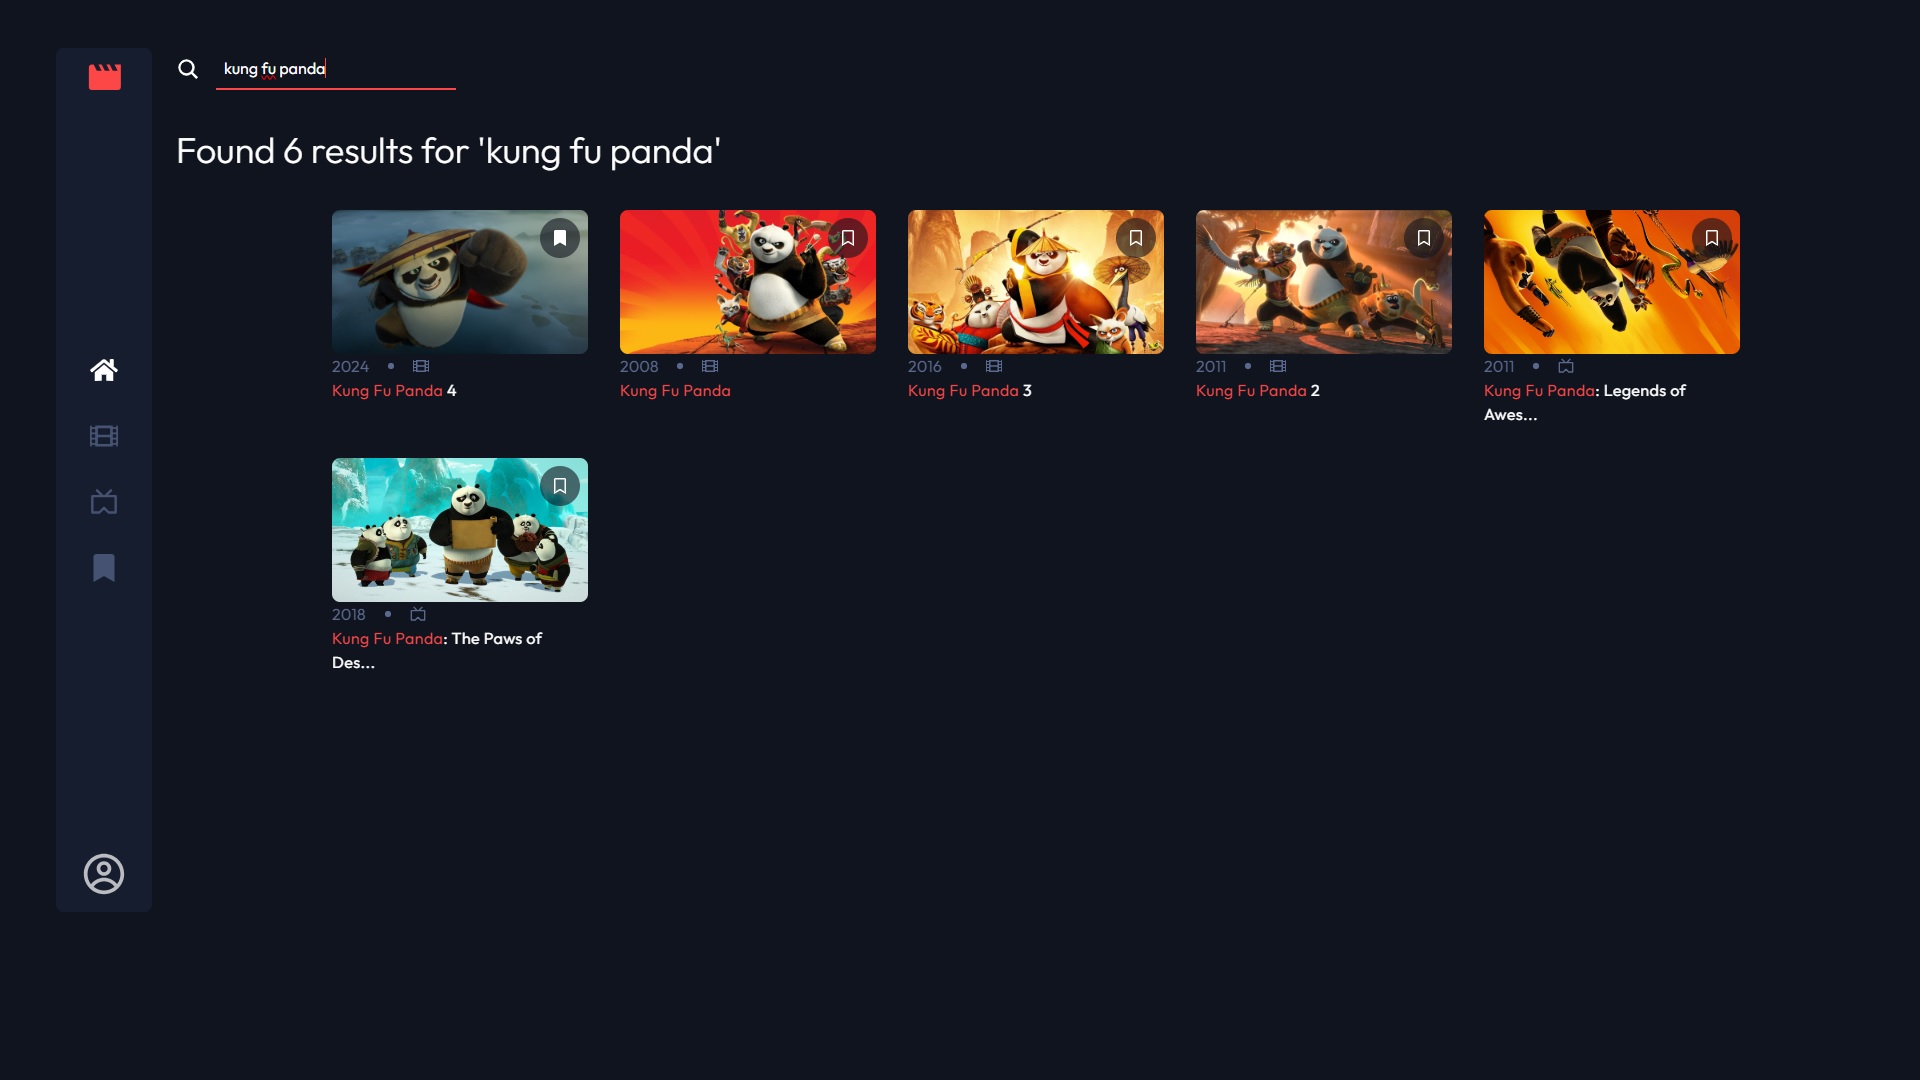 kung fu panda
Found 6 results for 'kung fu panda'
2024
Kung Fu Panda 4
2008
Kung Fu Panda
2016
Kung Fu Panda 3
2011
Kung Fu Panda 2
2011
Kung Fu Panda: Legends of
Awes...
2018
Kung Fu Panda: The Paws of
Des...